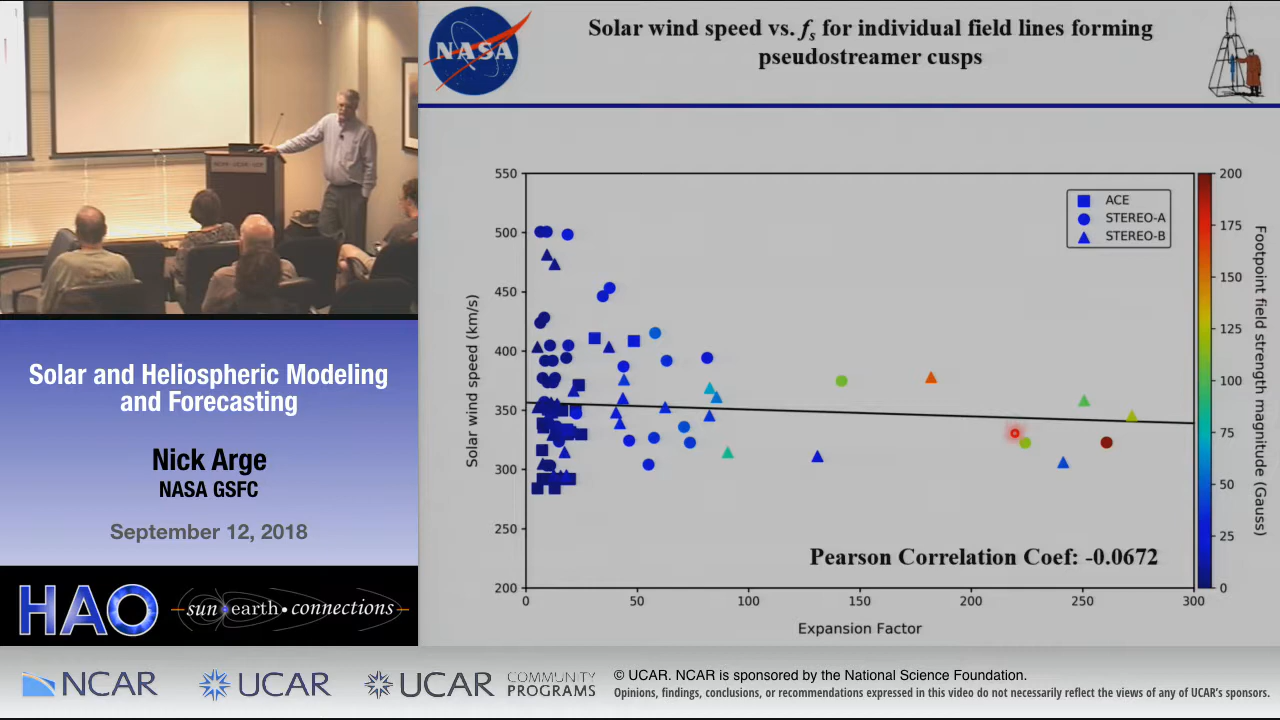 NASA
Solar wind speed vs. fs for individual field lines forming
pseudostreamer cusps
550
500
450
400
350
300
250
200
Solar wind speed (km/s)
ACE
STEREO-A
STEREO-B
Pearson Correlation Coef: -0.0672
0
50
100
150
200
250
300
Expansion Factor
200
175
150
125
100
75
50
25
0
Footpoint field strength magnitude (Gauss)
Solar and Heliospheric Modeling
and Forecasting
Nick Arge
NASA GSFC
September 12, 2018
HAO
sun earth • connections
NCAR
UCAR
UCAR
COMMUNITY
PROGRAMS
© UCAR. NCAR is sponsored by the National Science Foundation.
Opinions, findings, conclusions, or recommendations expressed in this video do not necessarily reflect the views of any of UCAR's sponsors.